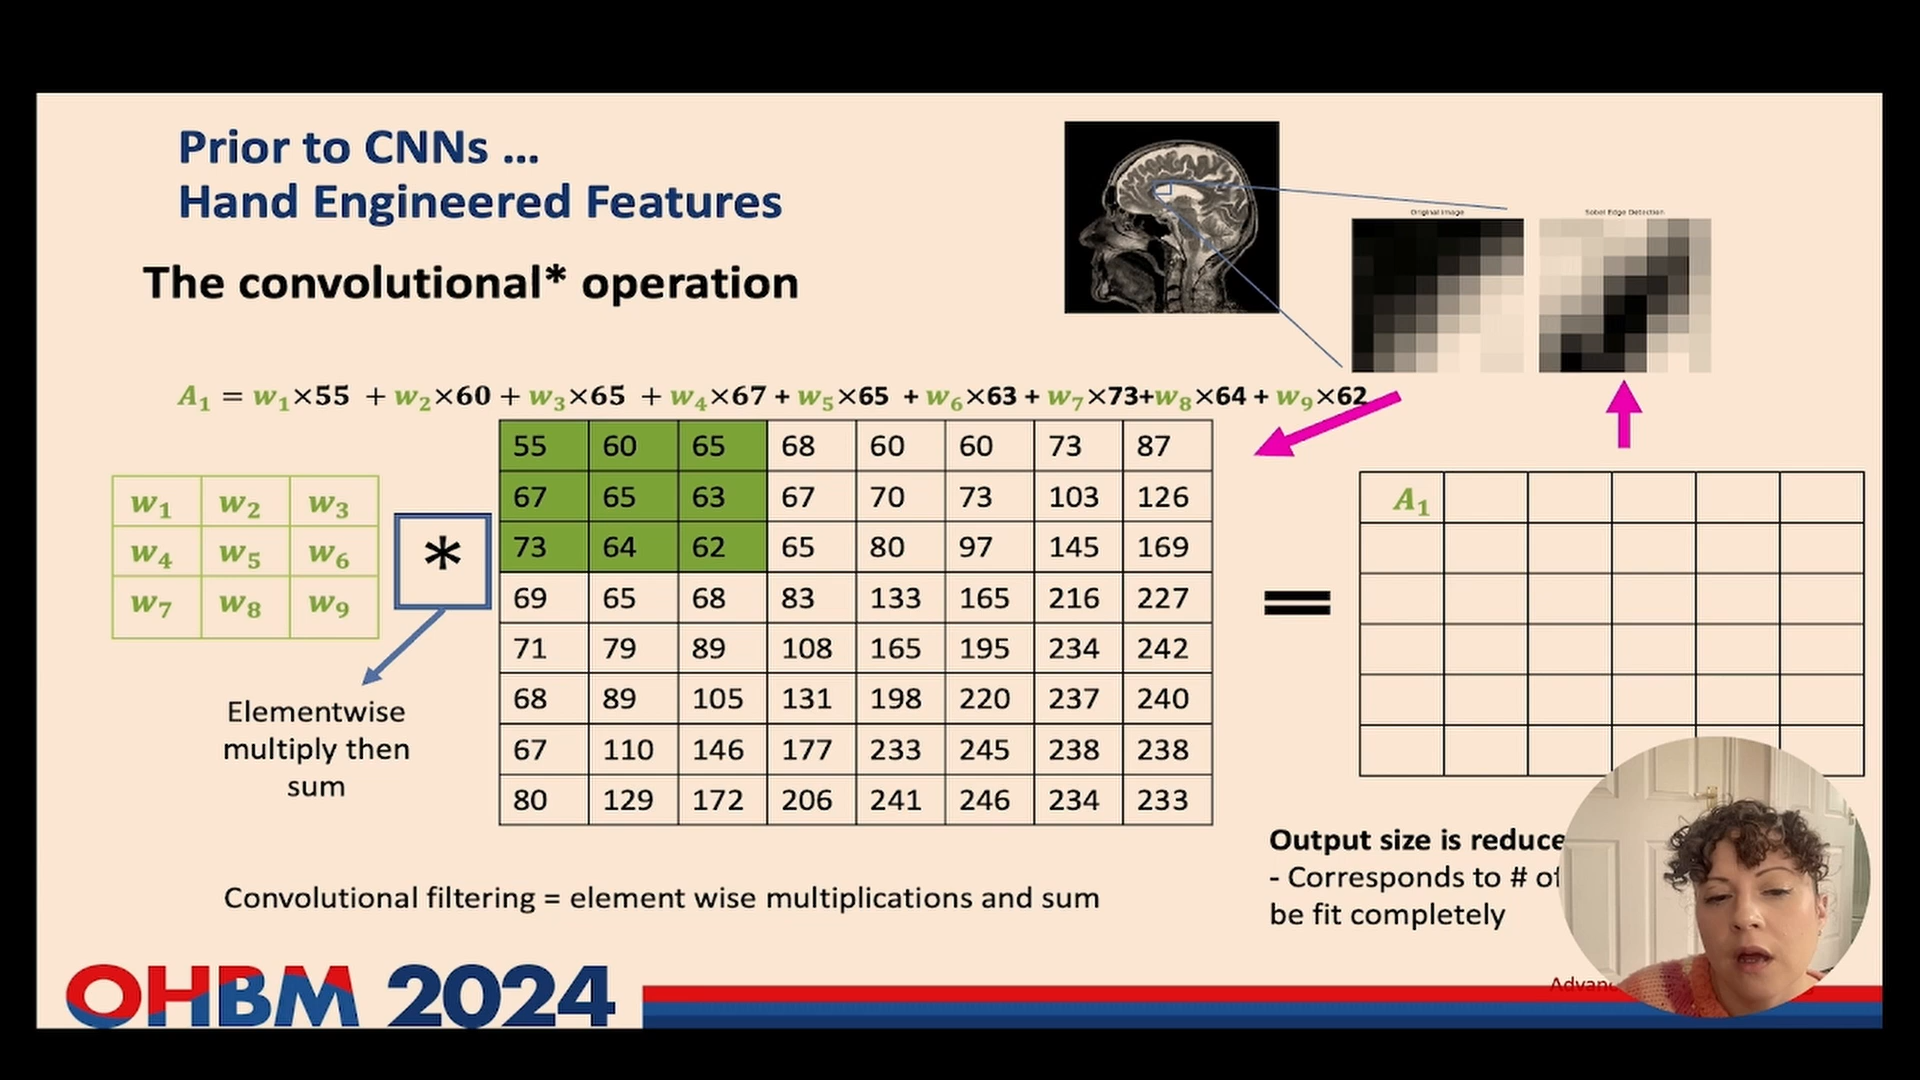 Prior to CNNs ...
Hand Engineered Features
The convolutional* operation
Original Image
Sobel Edge Detection
A₁ = w₁×55 + w₂×60 + w₃×65 + w₄×67 + w₅×65 + w₆×63 + w₇×73+w₈×64 + w₉×62
w₁ w₂ w₃
w₄ w₅ w₆
w₇ w₈ w₉
*
55 60 65 68 60 60 73 87
67 65 63 67 70 73 103 126
73 64 62 65 80 97 145 169
69 65 68 83 133 165 216 227
71 79 89 108 165 195 234 242
68 89 105 131 198 220 237 240
67 110 146 177 233 245 238 238
80 129 172 206 241 246 234 233
=
A₁
Elementwise
multiply then
sum
Convolutional filtering = element wise multiplications and sum
Output size is reduce
- Corresponds to # of
be fit completely
OHBM 2024